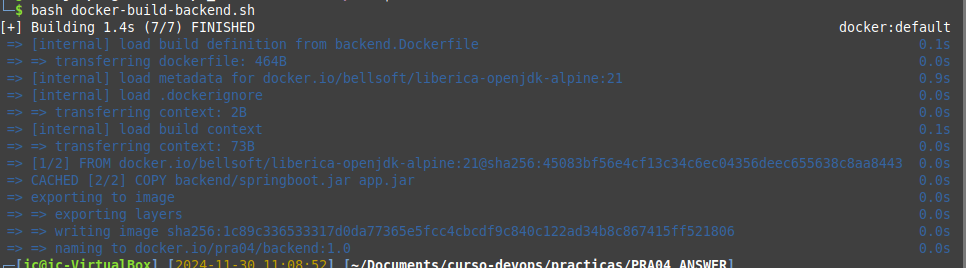 └─$ bash docker-build-backend.sh
[+] Building 1.4s (7/7) FINISHED docker:default
=> [internal] load build definition from backend.Dockerfile 0.1s
=> => transferring dockerfile: 464B 0.0s
=> [internal] load metadata for docker.io/bellsoft/liberica-openjdk-alpine:21 0.9s
=> [internal] load .dockerignore 0.0s
=> => transferring context: 2B 0.0s
=> [internal] load build context 0.1s
=> => transferring context: 73B 0.0s
=> [1/2] FROM docker.io/bellsoft/liberica-openjdk-alpine:21@sha256:45083bf56e4cf13c34c6ec04356deec655638c8aa8443 0.0s
=> CACHED [2/2] COPY backend/springboot.jar app.jar 0.0s
=> exporting to image 0.0s
=> => exporting layers 0.0s
=> => writing image sha256:1c89c336533317d0da77365e5fcc4cbcdf9c840c122ad34b8c867415ff521806 0.0s
=> => naming to docker.io/pra04/backend:1.0 0.0s
┌─[jc@jc-VirtualBox] [2024-11-30 11:08:52] [~/Documents/curso-devops/practicas/PRA04_ANSWER]